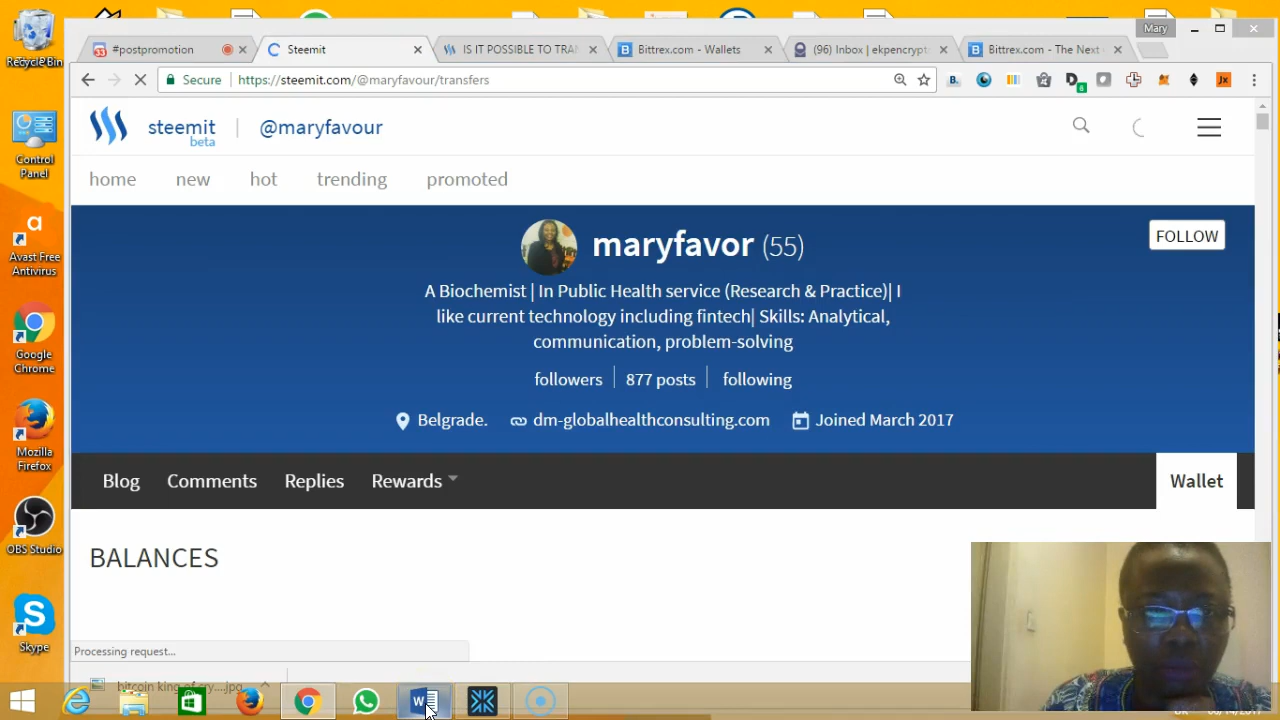 Recycle Bin
Control Panel
a
Avast Free Antivirus
Google Chrome
Mozilla Firefox
OBS Studio
S
Skype
Mary
33 #postpromotion
Steemit
IS IT POSSIBLE TO TRA
B Bittrex.com - Wallets
(96) Inbox | ekpencrypt
B Bittrex.com - The Next
Secure https://steemit.com/@maryfavour/transfers
B. D 6 Jx
steemit beta | @maryfavour
home new hot trending promoted
maryfavor (55)
FOLLOW
A Biochemist | In Public Health service (Research & Practice)| I
like current technology including fintech| Skills: Analytical,
communication, problem-solving
followers 877 posts following
Belgrade. dm-globalhealthconsulting.com Joined March 2017
Blog Comments Replies Rewards Wallet
BALANCES
Processing request...
W